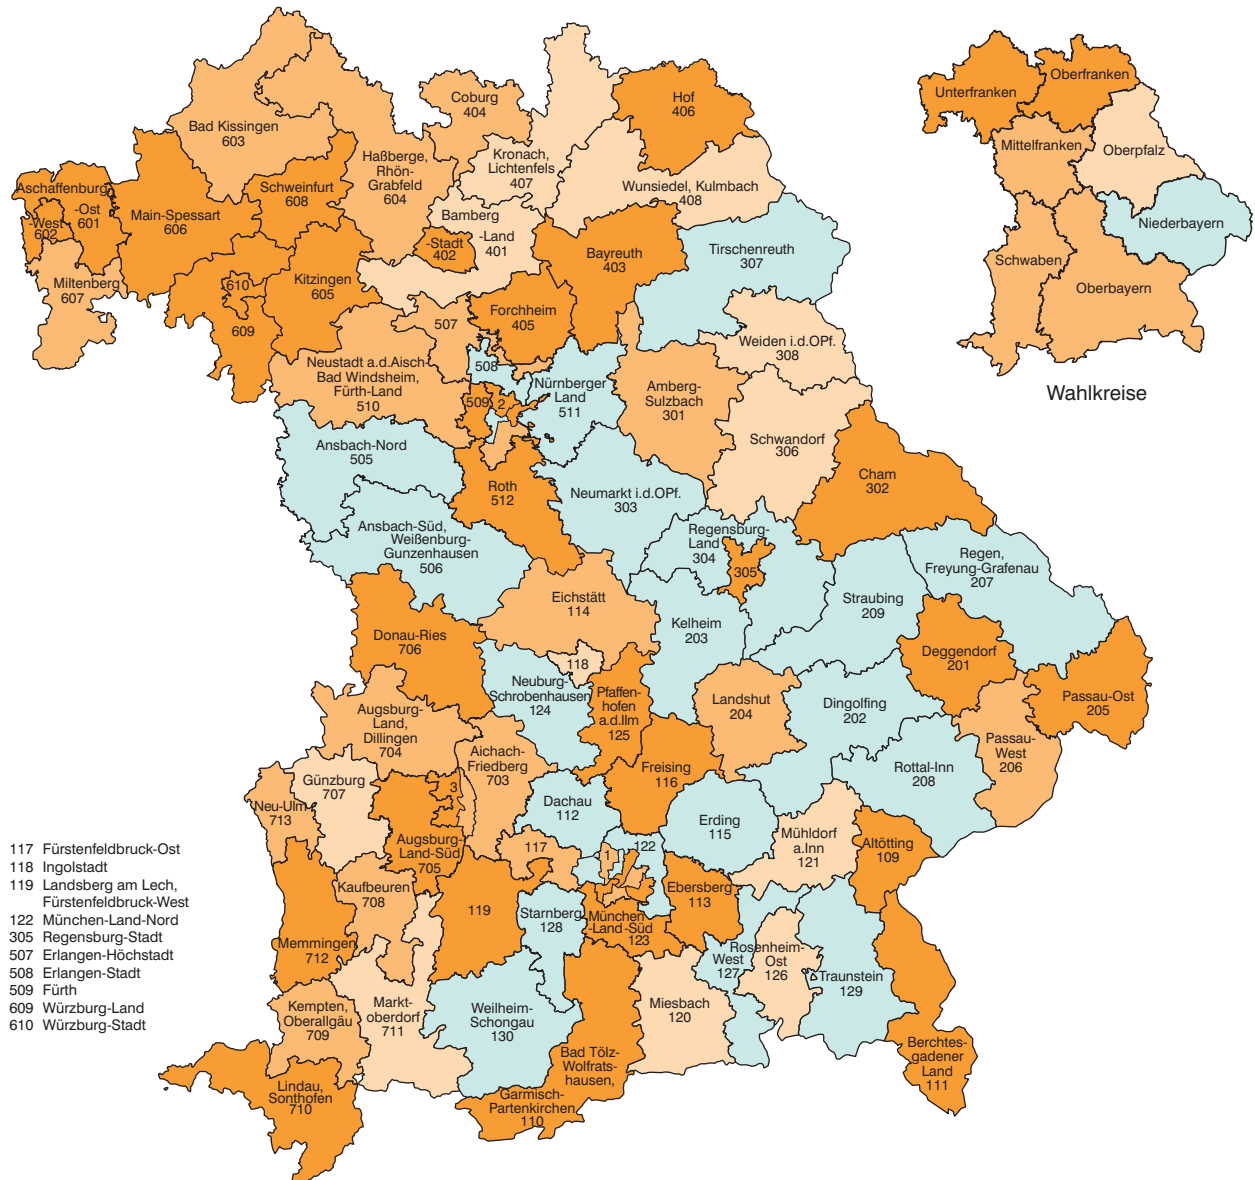 Coburg
404
Hof
406
Bad Kissingen
603
Haßberge,
Rhön-
Grabfeld
604
Kronach,
Lichtenfels
407
Wunsiedel, Kulmbach
408
Aschaffenburg
-Ost
601
-West
602
Main-Spessart
606
Schweinfurt
608
Bamberg
-Land
401
-Stadt
402
Bayreuth
403
Tirschenreuth
307
Miltenberg
607
610
Kitzingen
605
609
507
Forchheim
405
Weiden i.d.OPf.
308
Neustadt a.d.Aisch-
Bad Windsheim,
Fürth-Land
510
508
509
2
Nürnberger
Land
511
Amberg-
Sulzbach
301
Schwandorf
306
Ansbach-Nord
505
Cham
302
Roth
512
Neumarkt i.d.OPf.
303
Ansbach-Süd,
Weißenburg-
Gunzenhausen
506
Regensburg-
Land
304
305
Regen,
Freyung-Grafenau
207
Eichstätt
114
Straubing
209
Kelheim
203
Donau-Ries
706
118
Deggendorf
201
Neuburg-
Schrobenhausen
124
Pfaffen-
hofen
a.d.Ilm
125
Landshut
204
Dingolfing
202
Passau-Ost
205
Augsburg-
Land,
Dillingen
704
Aichach-
Friedberg
703
Passau-
West
206
Günzburg
707
3
Freising
116
Rottal-Inn
208
Neu-Ulm
713
Dachau
112
Erding
115
Mühldorf
a.Inn
121
Augsburg-
Land-Süd
705
117
1
122
Altötting
109
Kaufbeuren
708
119
Starnberg
128
München
-Land-Süd
123
Ebersberg
113
Memmingen
712
Rosenheim-
West
127
Ost
126
Traunstein
129
Kempten,
Oberallgäu
709
Markt-
oberdorf
711
Weilheim-
Schongau
130
Miesbach
120
Bad Tölz-
Wolfrats-
hausen,
Garmisch-
Partenkirchen
110
Berchtes-
gadener
Land
111
Lindau,
Sonthofen
710
Unterfranken
Oberfranken
Mittelfranken
Oberpfalz
Niederbayern
Schwaben
Oberbayern
Wahlkreise
117 Fürstenfeldbruck-Ost
118 Ingolstadt
119 Landsberg am Lech,
Fürstenfeldbruck-West
122 München-Land-Nord
305 Regensburg-Stadt
507 Erlangen-Höchstadt
508 Erlangen-Stadt
509 Fürth
609 Würzburg-Land
610 Würzburg-Stadt